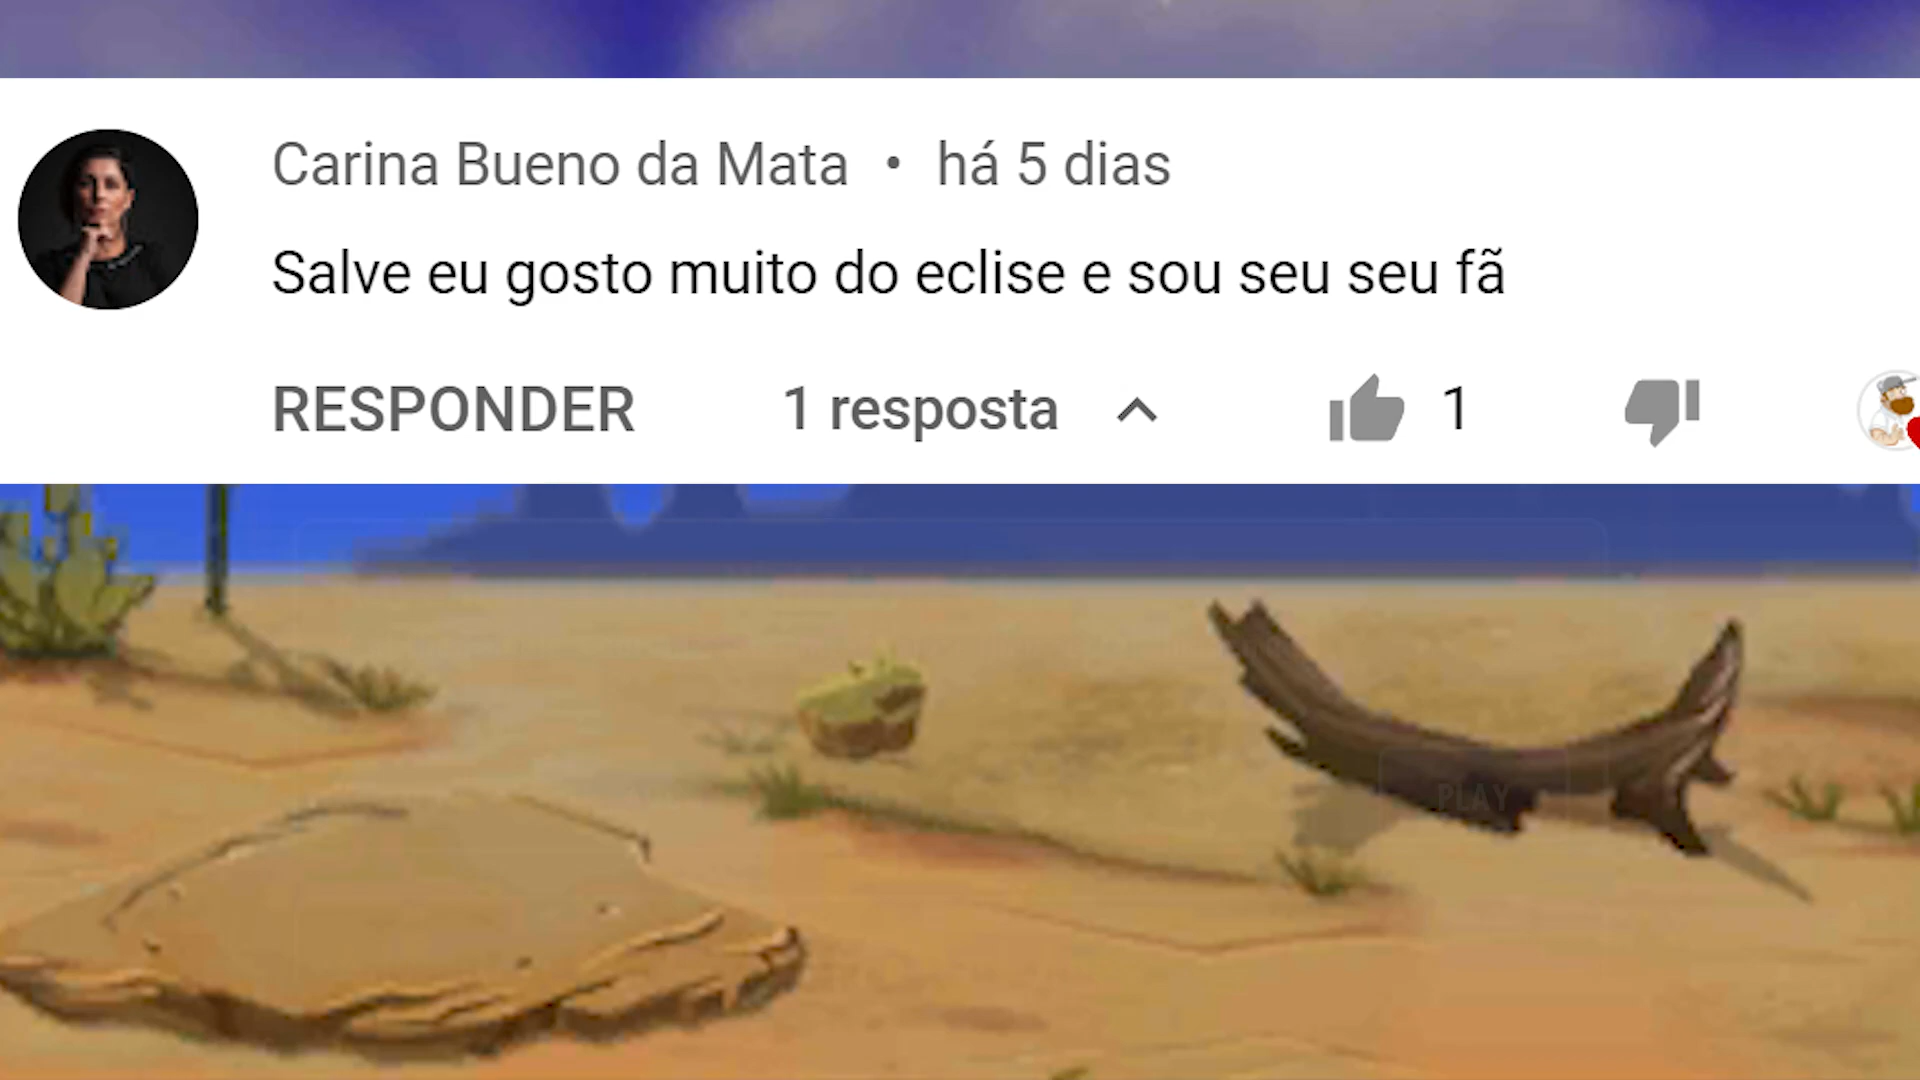 Carina Bueno da Mata • há 5 dias
Salve eu gosto muito do eclise e sou seu seu fã
RESPONDER 1 resposta 1
PLAY